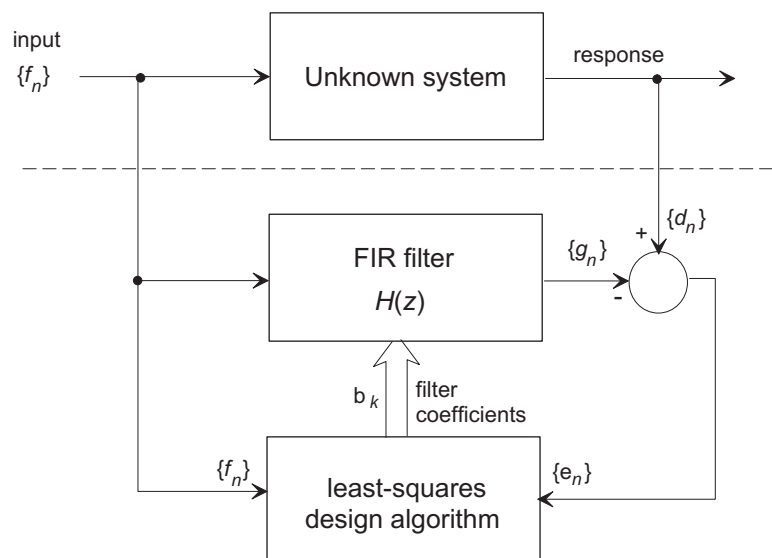 input
{f_n}
Unknown system
response
{d_n}
+
{g_n}
-
FIR filter
H(z)
b_k
filter
coefficients
{f_n}
{e_n}
least-squares
design algorithm